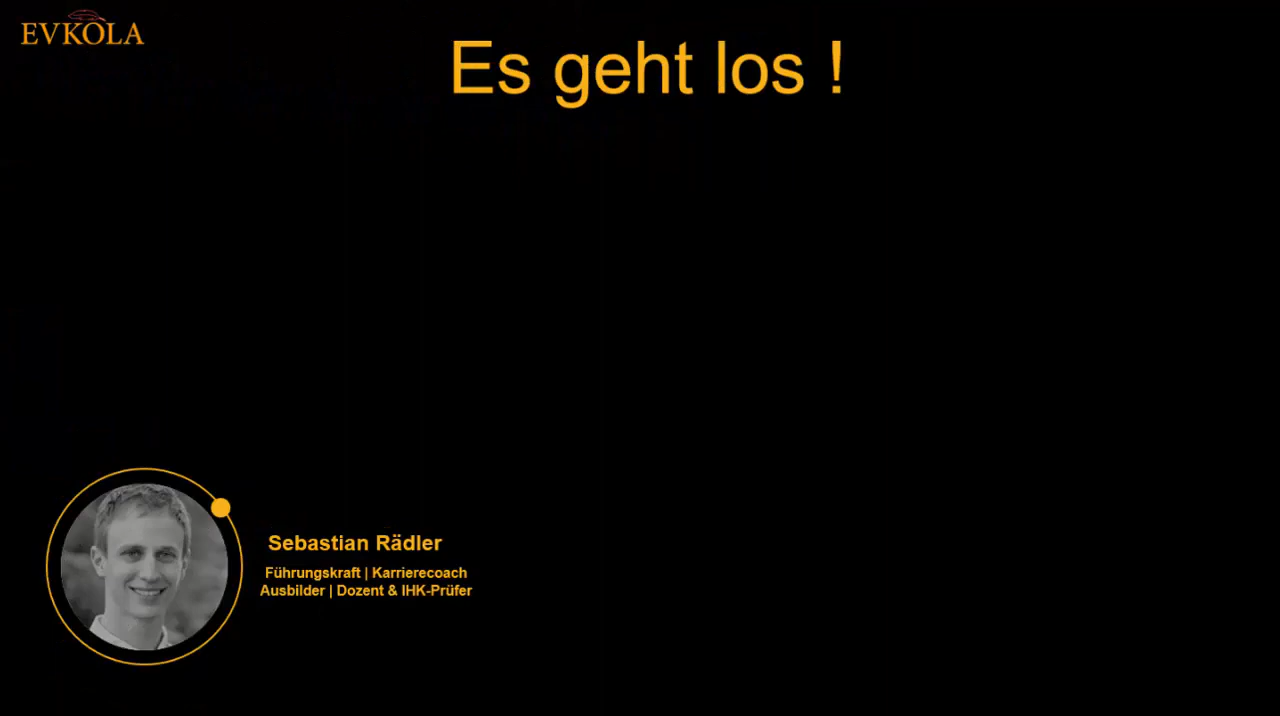 EVKOLA
Es geht los !
Sebastian Rädler
Führungskraft | Karrierecoach
Ausbilder | Dozent & IHK-Prüfer